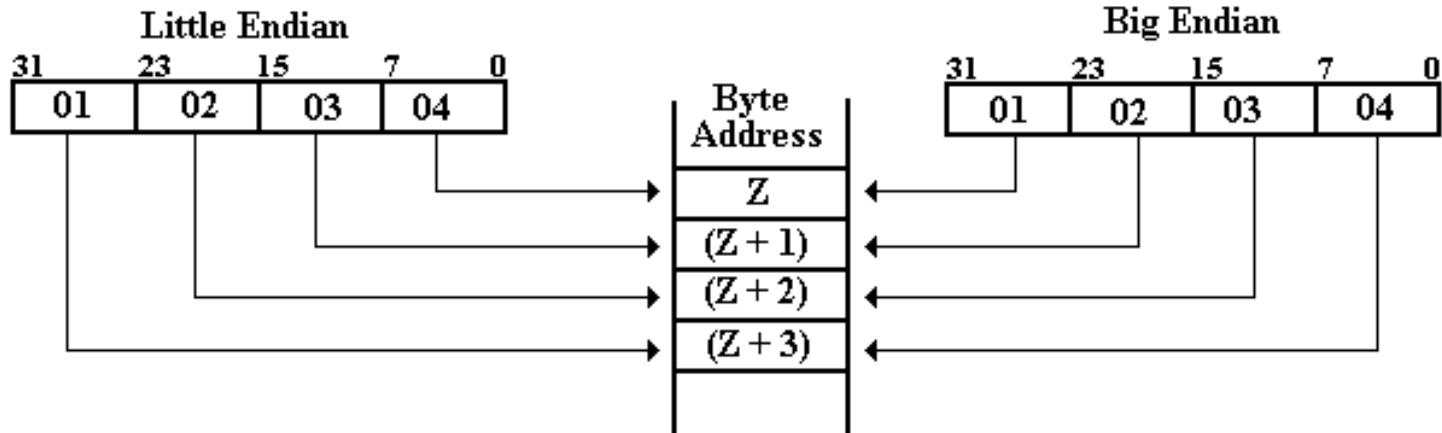 Little Endian
31 23 15 7 0
01 02 03 04
Byte
Address
Z
(Z + 1)
(Z + 2)
(Z + 3)
Big Endian
31 23 15 7 0
01 02 03 04